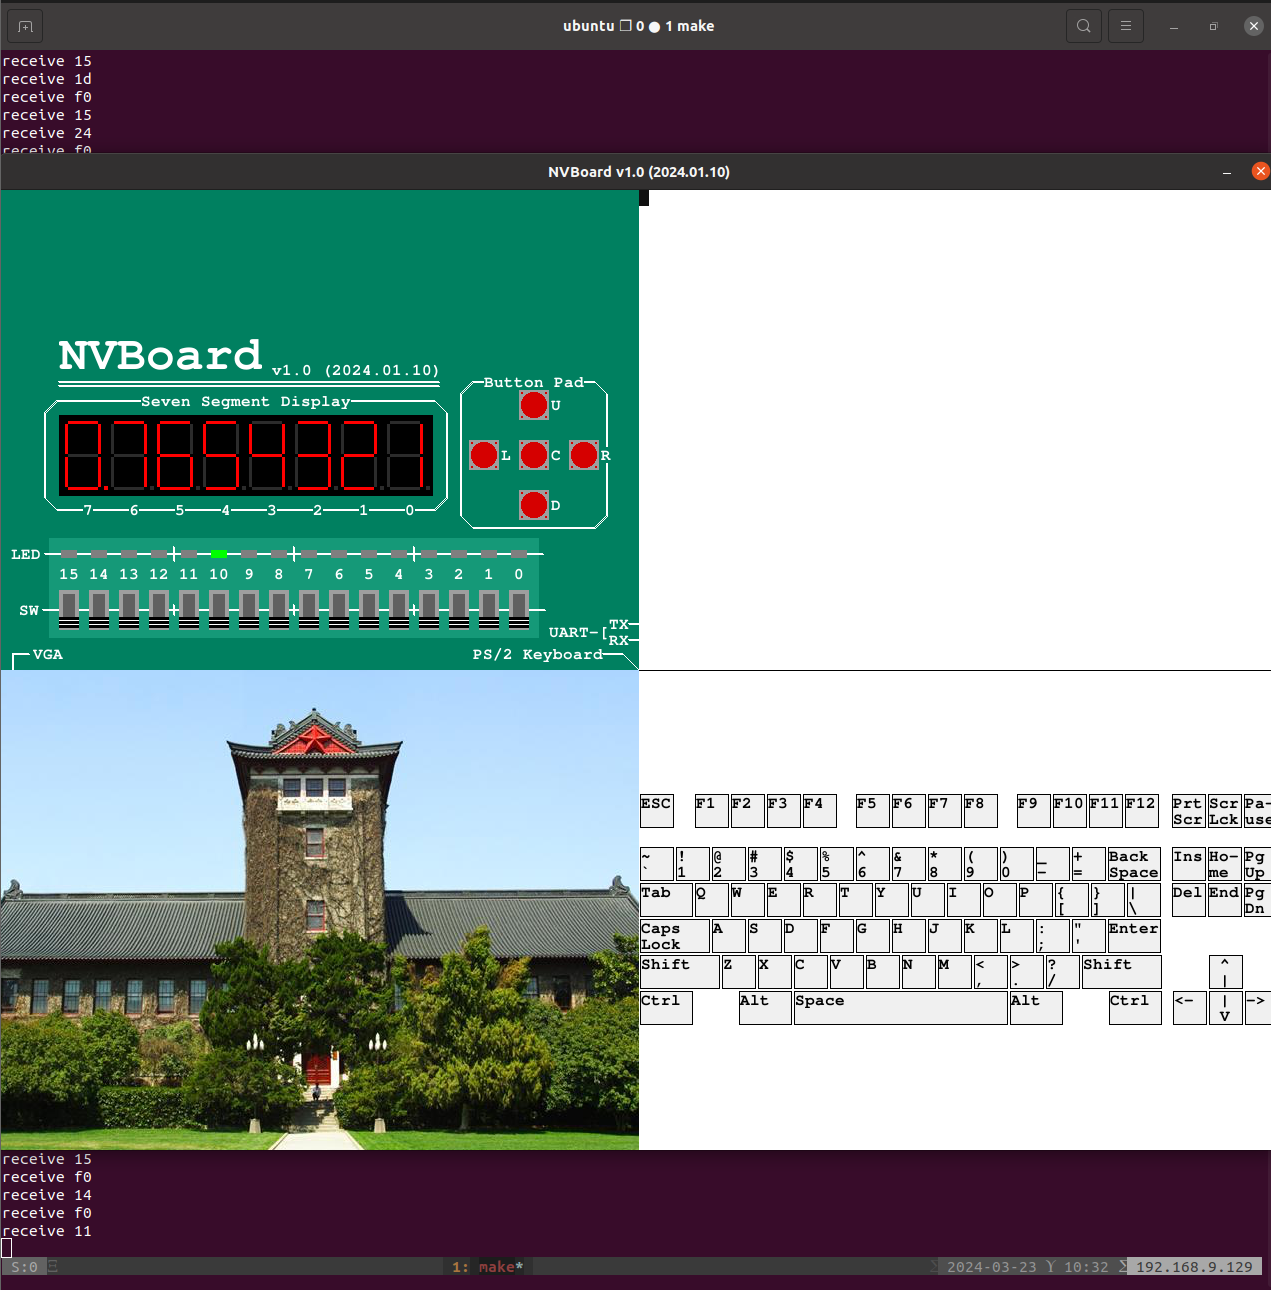 ubuntu ❐ 0 ● 1 make
receive 15
receive 1d
receive f0
receive 15
receive 24
receive f0
NVBoard v1.0 (2024.01.10)
NVBoard v1.0 (2024.01.10)
Seven Segment Display
7 6 5 4 3 2 1 0
Button Pad
U
L C R
D
LED
15 14 13 12 11 10 9 8 7 6 5 4 3 2 1 0
SW
UART-[
TX
RX
VGA
PS/2 Keyboard
ESC F1 F2 F3 F4 F5 F6 F7 F8 F9 F10 F11 F12 Prt Scr Pa-
Scr Lck use
~ ! @ # $ % ^ & * ( ) _ + Back Ins Ho- Pg
` 1 2 3 4 5 6 7 8 9 0 - = Space me Up
Tab Q W E R T Y U I O P { } | Del End Pg
[ ] \ Dn
Caps A S D F G H J K L : " Enter
Lock ; '
Shift Z X C V B N M < > ? Shift ^
, . / |
Ctrl Alt Space Alt Ctrl <- | ->
V
receive 15
receive f0
receive 14
receive f0
receive 11
S:0
1: make*
2024-03-23 10:32 192.168.9.129